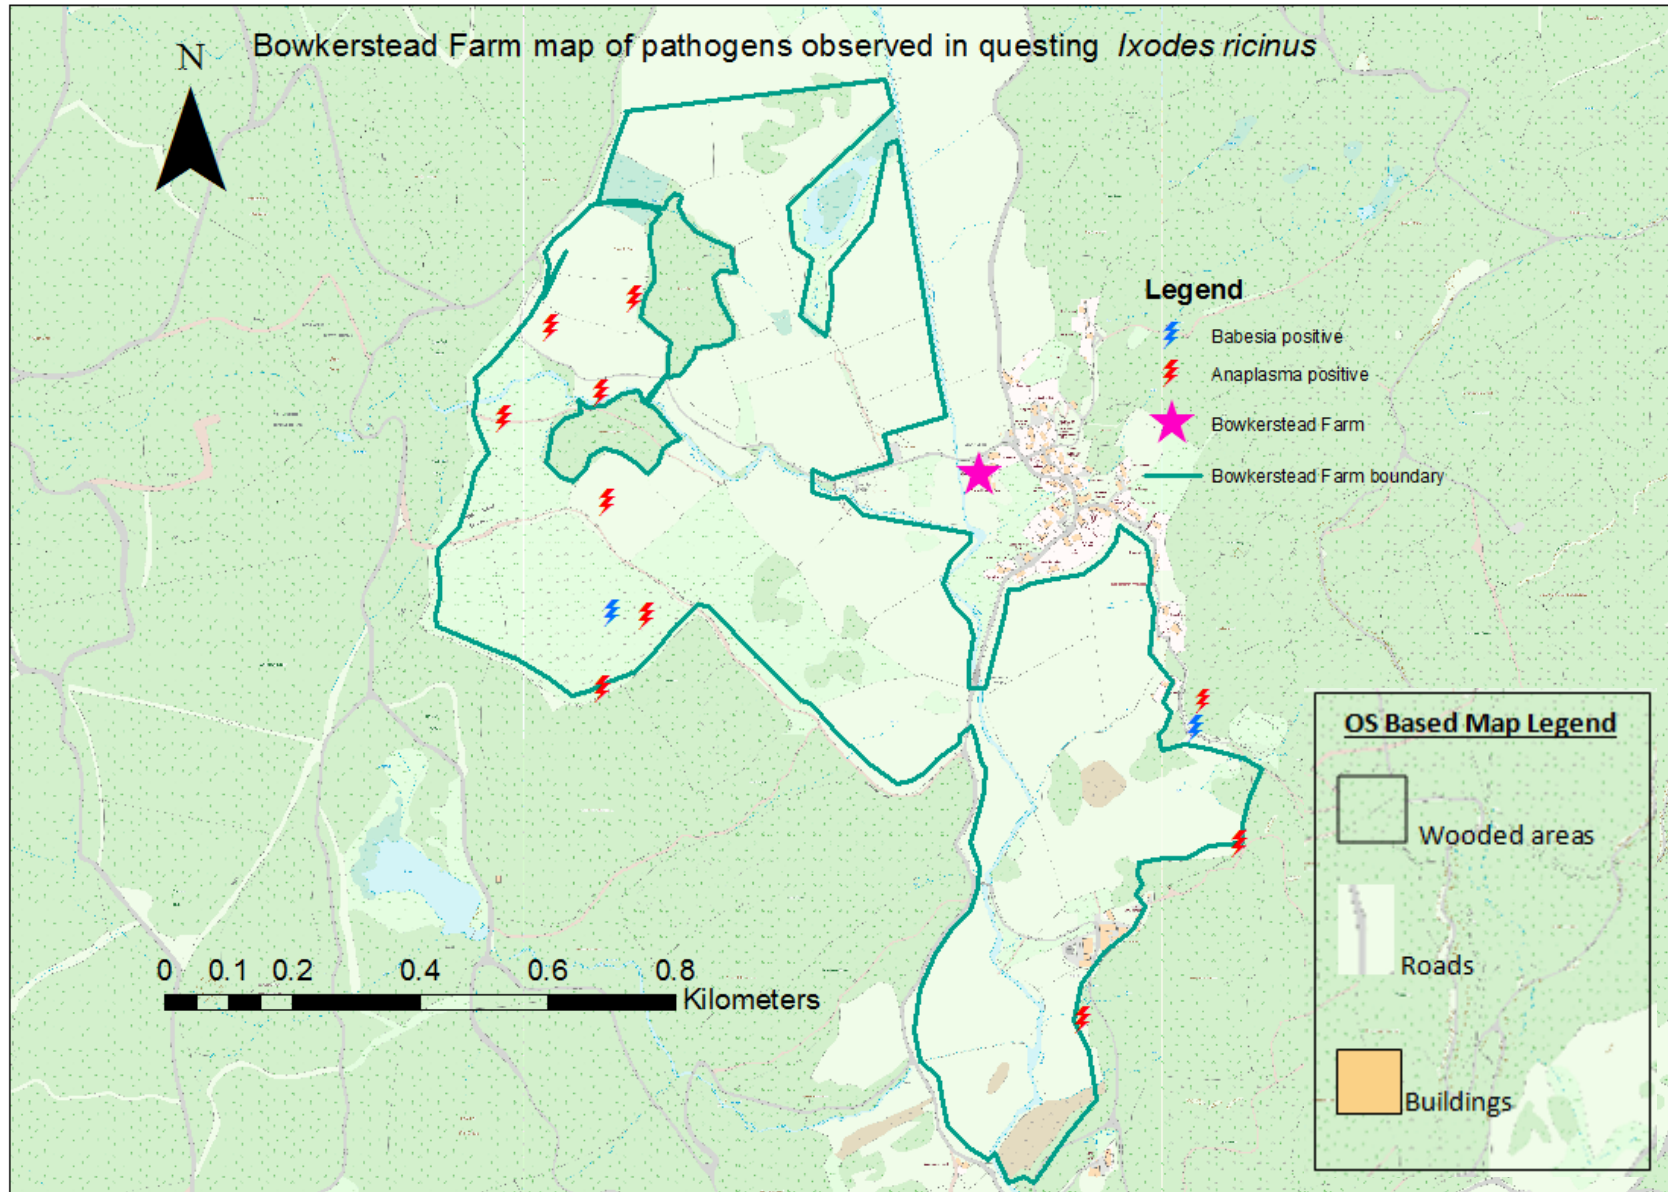 N
Bowkerstead Farm map of pathogens observed in questing Ixodes ricinus
Legend
Babesia positive
Anaplasma positive
Bowkerstead Farm
Bowkerstead Farm boundary
OS Based Map Legend
Wooded areas
Roads
Buildings
0 0.1 0.2 0.4 0.6 0.8
Kilometers